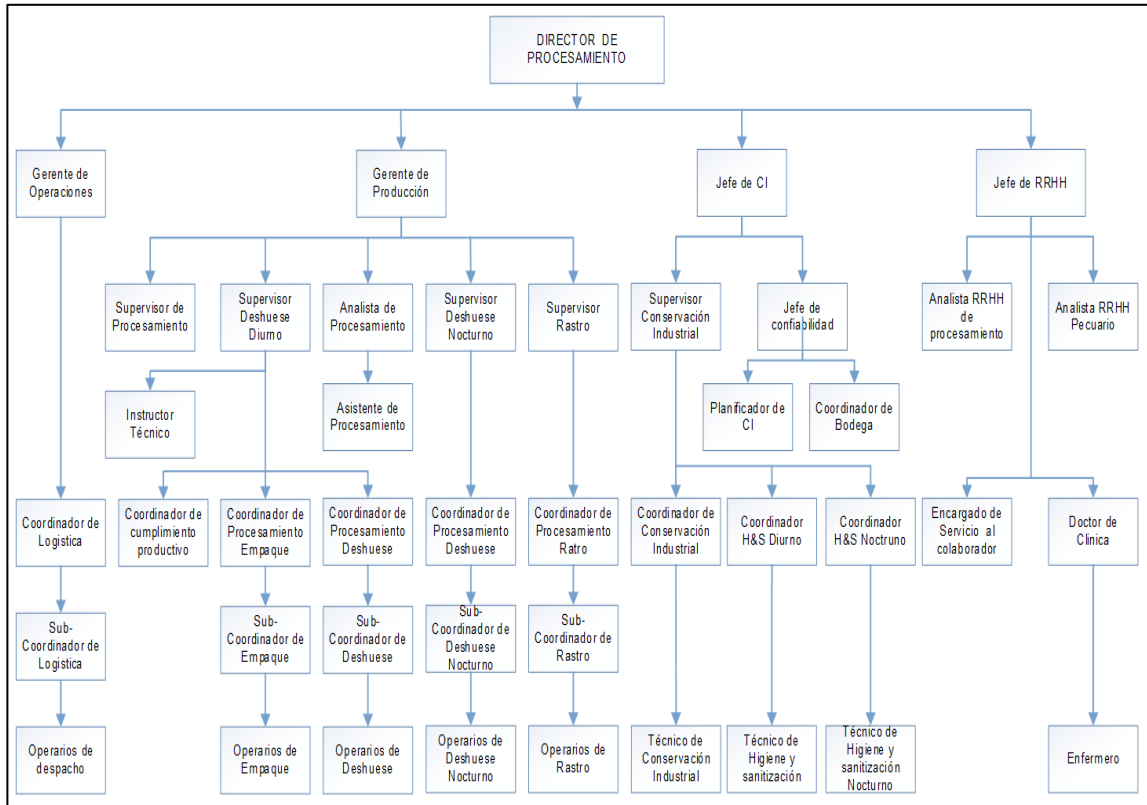 DIRECTOR DE
PROCESAMIENTO
Gerente de
Operaciones
Gerente de
Producción
Jefe de CI
Jefe de RRHH
Supervisor de
Procesamiento
Supervisor
Deshuese
Diurno
Analista de
Procesamiento
Supervisor
Deshuese
Nocturno
Supervisor
Rastro
Supervisor
Conservación
Industrial
Jefe de
confiabilidad
Analista RRHH
de
procesamiento
Analista RRHH
Pecuario
Instructor
Técnico
Asistente de
Procesamiento
Planificador de
CI
Coordinador de
Bodega
Coordinador de
Logistica
Coordinador de
cumplimiento
productivo
Coordinador de
Procesamiento
Empaque
Coordinador de
Procesamiento
Deshuese
Coordinador de
Procesamiento
Deshuese
Coordinador de
Procesamiento
Ratro
Coordinador de
Conservación
Industrial
Coordinador
H&S Diurno
Coordinador
H&S Noctruno
Encargado de
Servicio al
colaborador
Doctor de
Clinica
Sub-
Coordinador de
Logistica
Sub-
Coordinador de
Empaque
Sub-
Coordinador de
Deshuese
Sub-
Coordinador de
Deshuese
Nocturno
Sub-
Coordinador de
Rastro
Operarios de
despacho
Operarios de
Empaque
Operarios de
Deshuese
Operarios de
Deshuese
Nocturno
Operarios de
Rastro
Técnico de
Conservación
Industrial
Técnico de
Higiene y
sanitización
Técnico de
Higiene y
sanitización
Nocturno
Enfermero